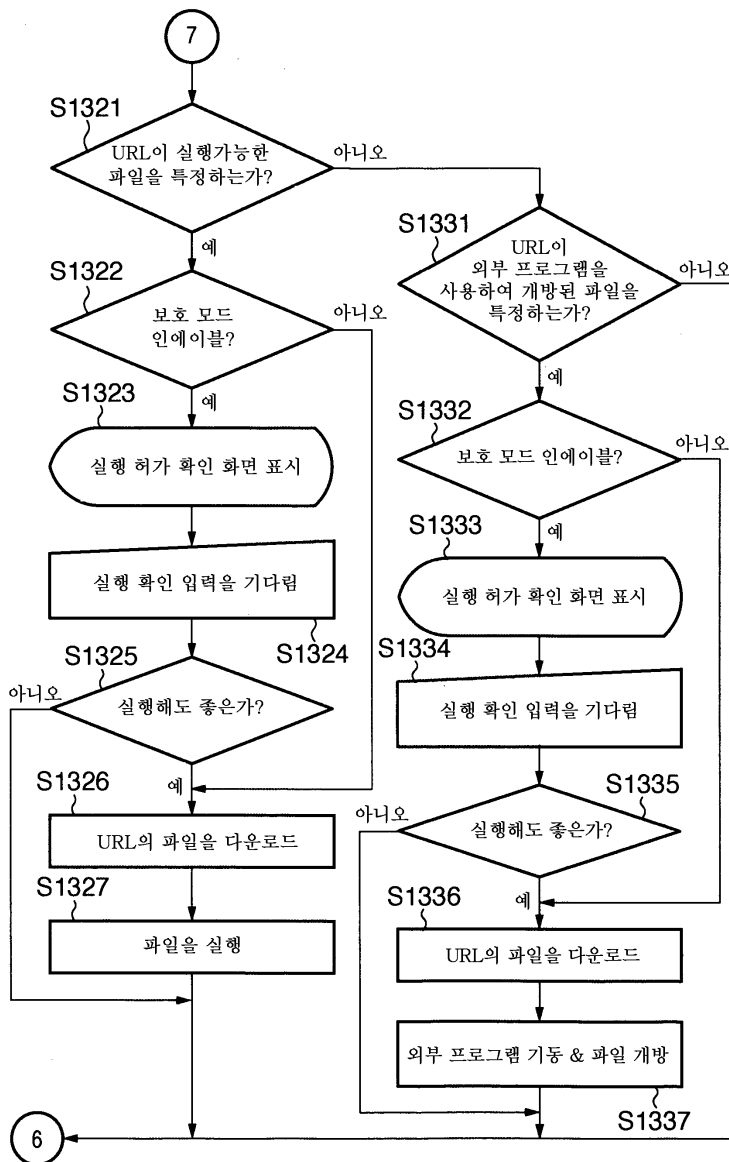 7
S1321
URL이 실행가능한
파일을 특정하는가?
아니오
예
S1322
보호 모드
인에이블?
아니오
예
S1323
실행 허가 확인 화면 표시
실행 확인 입력을 기다림
S1324
S1325
아니오
실행해도 좋은가?
예
S1326
URL의 파일을 다운로드
S1327
파일을 실행
S1331
URL이
외부 프로그램을
사용하여 개방된 파일을
특정하는가?
아니오
예
S1332
보호 모드 인에이블?
아니오
예
S1333
실행 허가 확인 화면 표시
S1334
실행 확인 입력을 기다림
S1335
아니오
실행해도 좋은가?
예
S1336
URL의 파일을 다운로드
외부 프로그램 기동 & 파일 개방
S1337
6